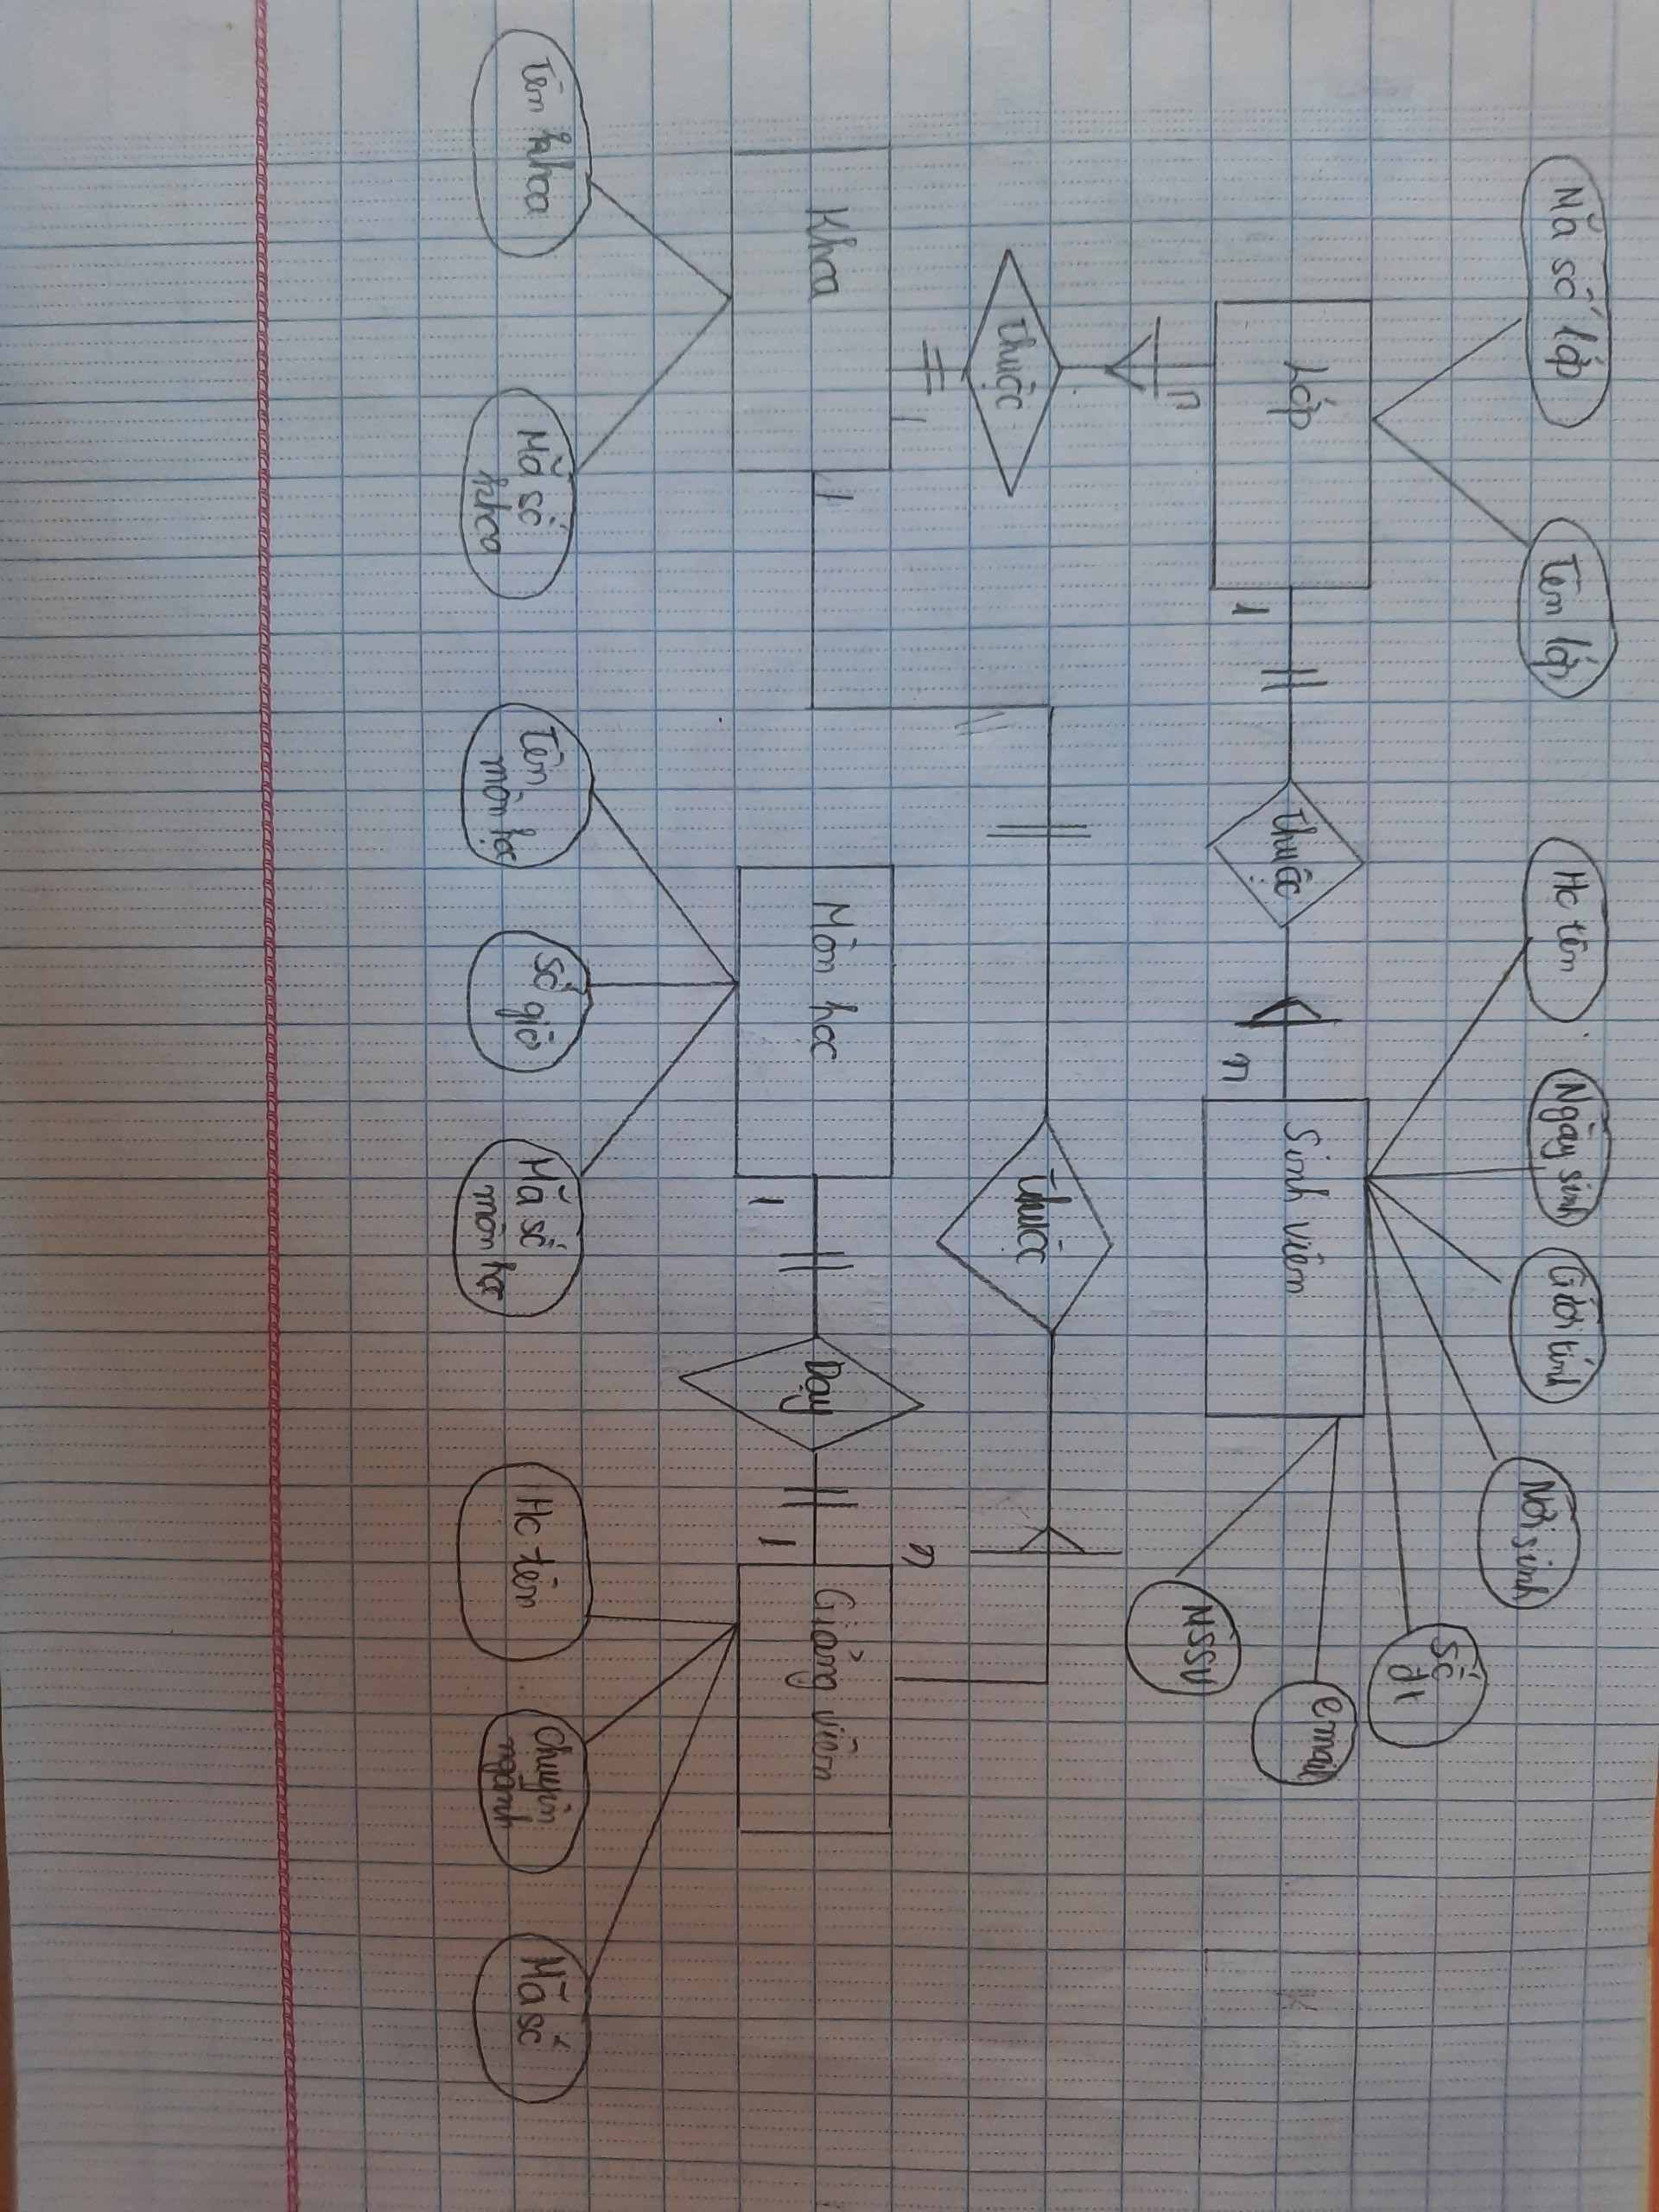 Mã số lớp
Tên lớp
Họ tên
Ngày sinh
Giới tính
Nơi sinh
Số
đt
email
MSSV
Lớp
1
Thuộc
n
Sinh viên
n
Thuộc
1
1
Thuộc
n
Khoa
Môn học
1
Dạy
1
Giảng viên
Tên khoa
Mã số
khoa
Tên
môn học
Số giờ
Mã số
môn học
Họ tên
Chuyên
ngành
Mã số